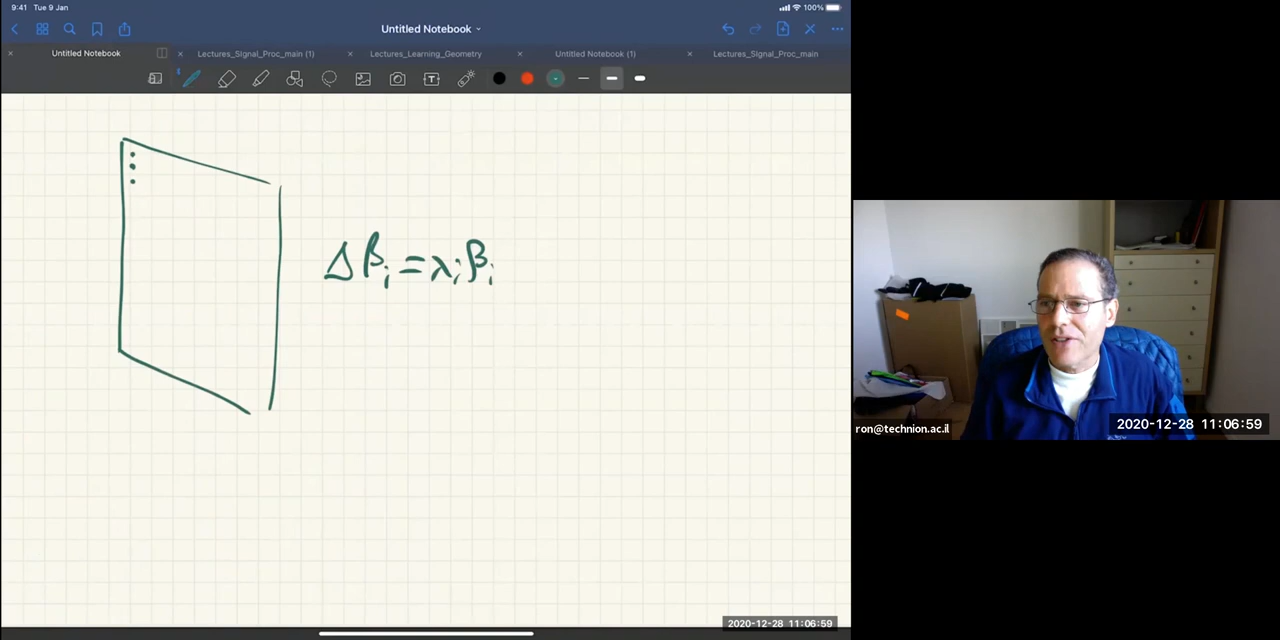 9:41 Tue 9 Jan
100%
Untitled Notebook
Untitled Notebook
Lectures_Signal_Proc_main (1)
Lectures_Learning_Geometry
Untitled Notebook (1)
Lectures_Signal_Proc_main
T
Δβᵢ = λᵢβᵢ
ron@technion.ac.il
2020-12-28 11:06:59
2020-12-28 11:06:59